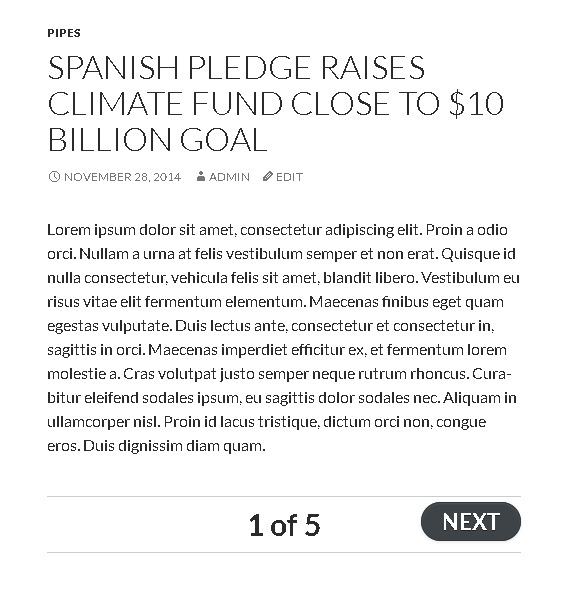 PIPES
SPANISH PLEDGE RAISES
CLIMATE FUND CLOSE TO $10
BILLION GOAL
NOVEMBER 28, 2014 ADMIN EDIT
Lorem ipsum dolor sit amet, consectetur adipiscing elit. Proin a odio
orci. Nullam a urna at felis vestibulum semper et non erat. Quisque id
nulla consectetur, vehicula felis sit amet, blandit libero. Vestibulum eu
risus vitae elit fermentum elementum. Maecenas finibus eget quam
egestas vulputate. Duis lectus ante, consectetur et consectetur in,
sagittis in orci. Maecenas imperdiet efficitur ex, et fermentum lorem
molestie a. Cras volutpat justo semper neque rutrum rhoncus. Cura-
bitur eleifend sodales ipsum, eu sagittis dolor sodales nec. Aliquam in
ullamcorper nisl. Proin id lacus tristique, dictum orci non, congue
eros. Duis dignissim diam quam.
1 of 5 NEXT